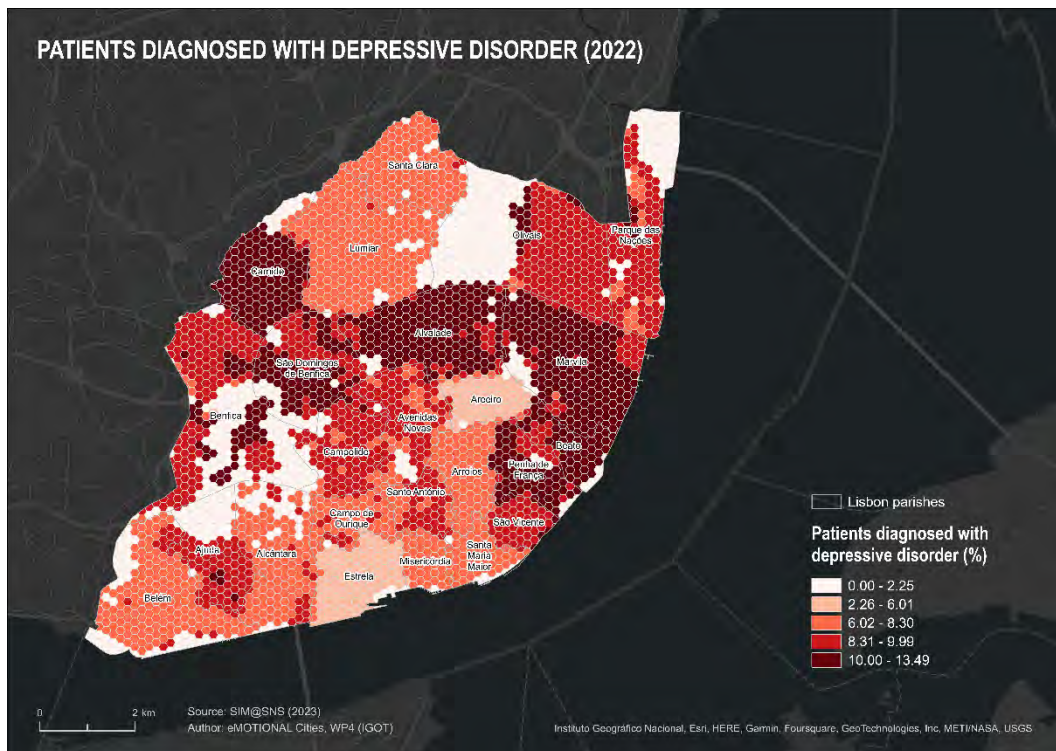 PATIENTS DIAGNOSED WITH DEPRESSIVE DISORDER (2022)
Santa Clara
Olivais
Parque das
Nações
Lumiar
Carnide
Alvalade
São Domingos
de Benfica
Marvila
Areeiro
Benfica
Avenidas
Novas
Campolide
Beato
Arroios
Penha de
França
Santo António
Campo de
Ourique
São Vicente
Ajuda
Alcântara
Misericórdia
Santa
Maria
Maior
Estrela
Belém
Lisbon parishes
Patients diagnosed with
depressive disorder (%)
0.00 - 2.25
2.26 - 6.01
6.02 - 8.30
8.31 - 9.99
10.00 - 13.49
0 2 km
Source: SIM@SNS (2023)
Author: eMOTIONAL Cities, WP4 (IGOT)
Instituto Geográfico Nacional, Esri, HERE, Garmin, Foursquare, GeoTechnologies, Inc, METI/NASA, USGS